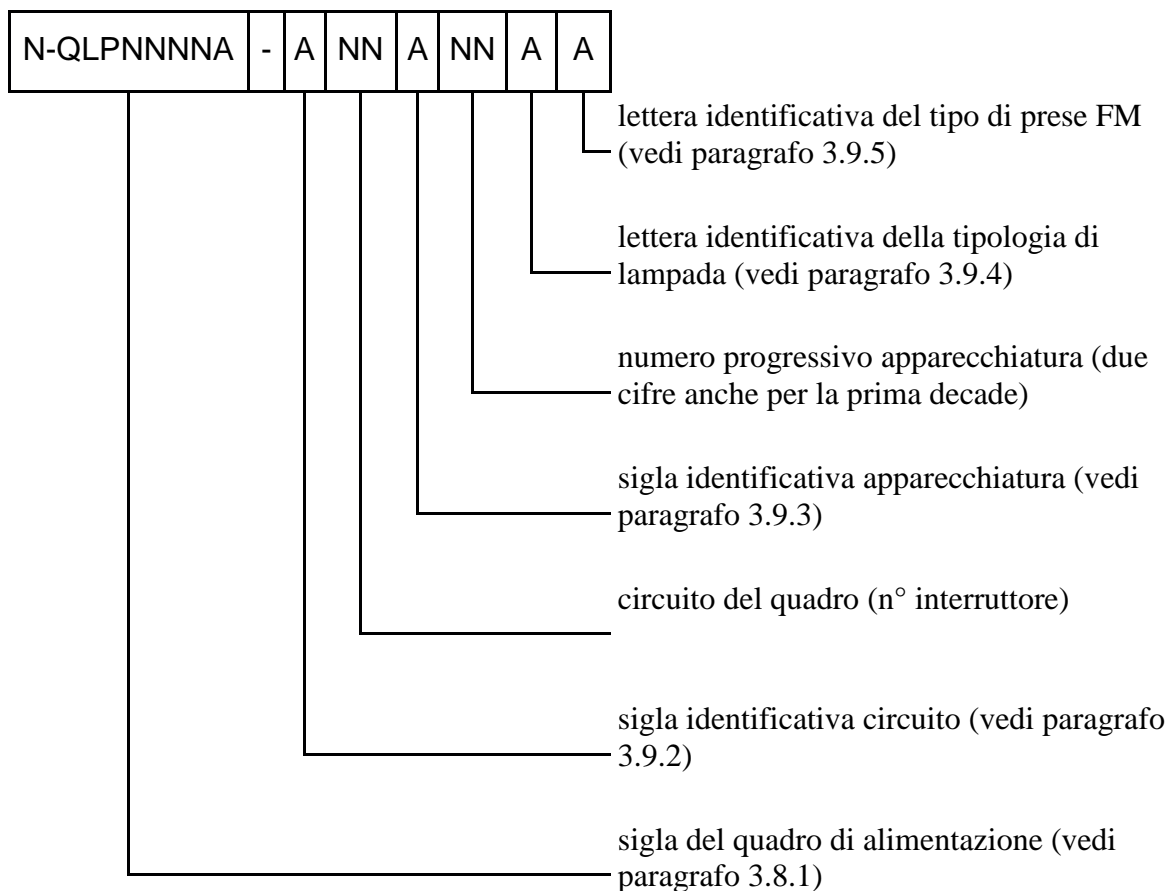 N-QLPNNNNA - A NN A NN A A
lettera identificativa del tipo di prese FM
(vedi paragrafo 3.9.5)
lettera identificativa della tipologia di
lampada (vedi paragrafo 3.9.4)
numero progressivo apparecchiatura (due
cifre anche per la prima decade)
sigla identificativa apparecchiatura (vedi
paragrafo 3.9.3)
circuito del quadro (n° interruttore)
sigla identificativa circuito (vedi paragrafo
3.9.2)
sigla del quadro di alimentazione (vedi
paragrafo 3.8.1)